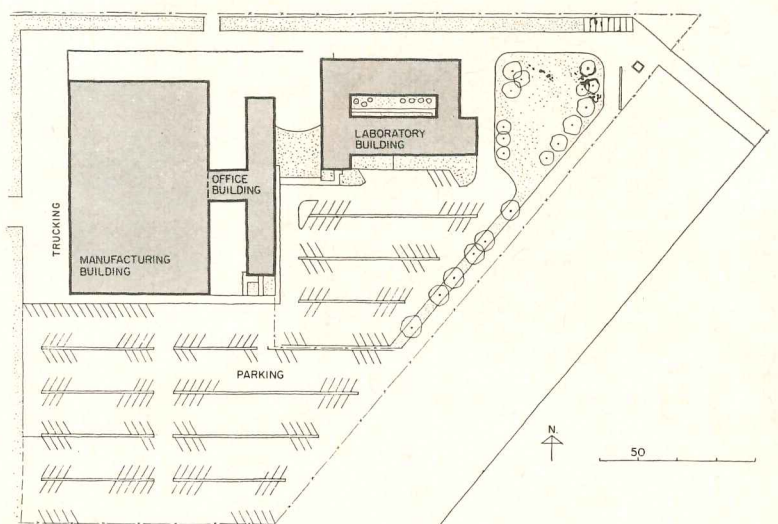 LABORATORY
BUILDING
OFFICE
BUILDING
TRUCKING
MANUFACTURING
BUILDING
PARKING
N.
50